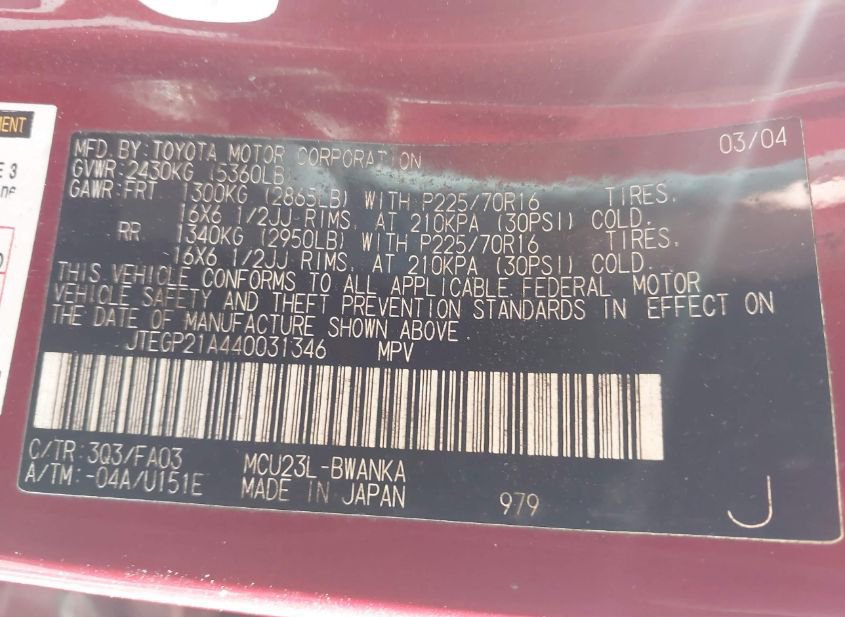 MENT
E 3
03/04
MFD.BY:TOYOTA MOTOR CORPORATION
GVWR:2430KG (5360LB)
GAWR:FRT 1300KG (2865LB) WITH P225/70R16 TIRES.
16X6 1/2JJ RIMS. AT 210KPA (30PSI) COLD.
RR 1340KG (2950LB) WITH P225/70R16 TIRES.
16X6 1/2JJ RIMS. AT 210KPA (30PSI) COLD.
THIS VEHICLE CONFORMS TO ALL APPLICABLE FEDERAL MOTOR
VEHICLE SAFETY AND THEFT PREVENTION STANDARDS IN EFFECT ON
THE DATE OF MANUFACTURE SHOWN ABOVE.
JTEGP21A440031346 MPV
C/TR:3Q3/FA03
A/TM:-04A/U151E
MCU23L-BWANKA
MADE IN JAPAN
979
J